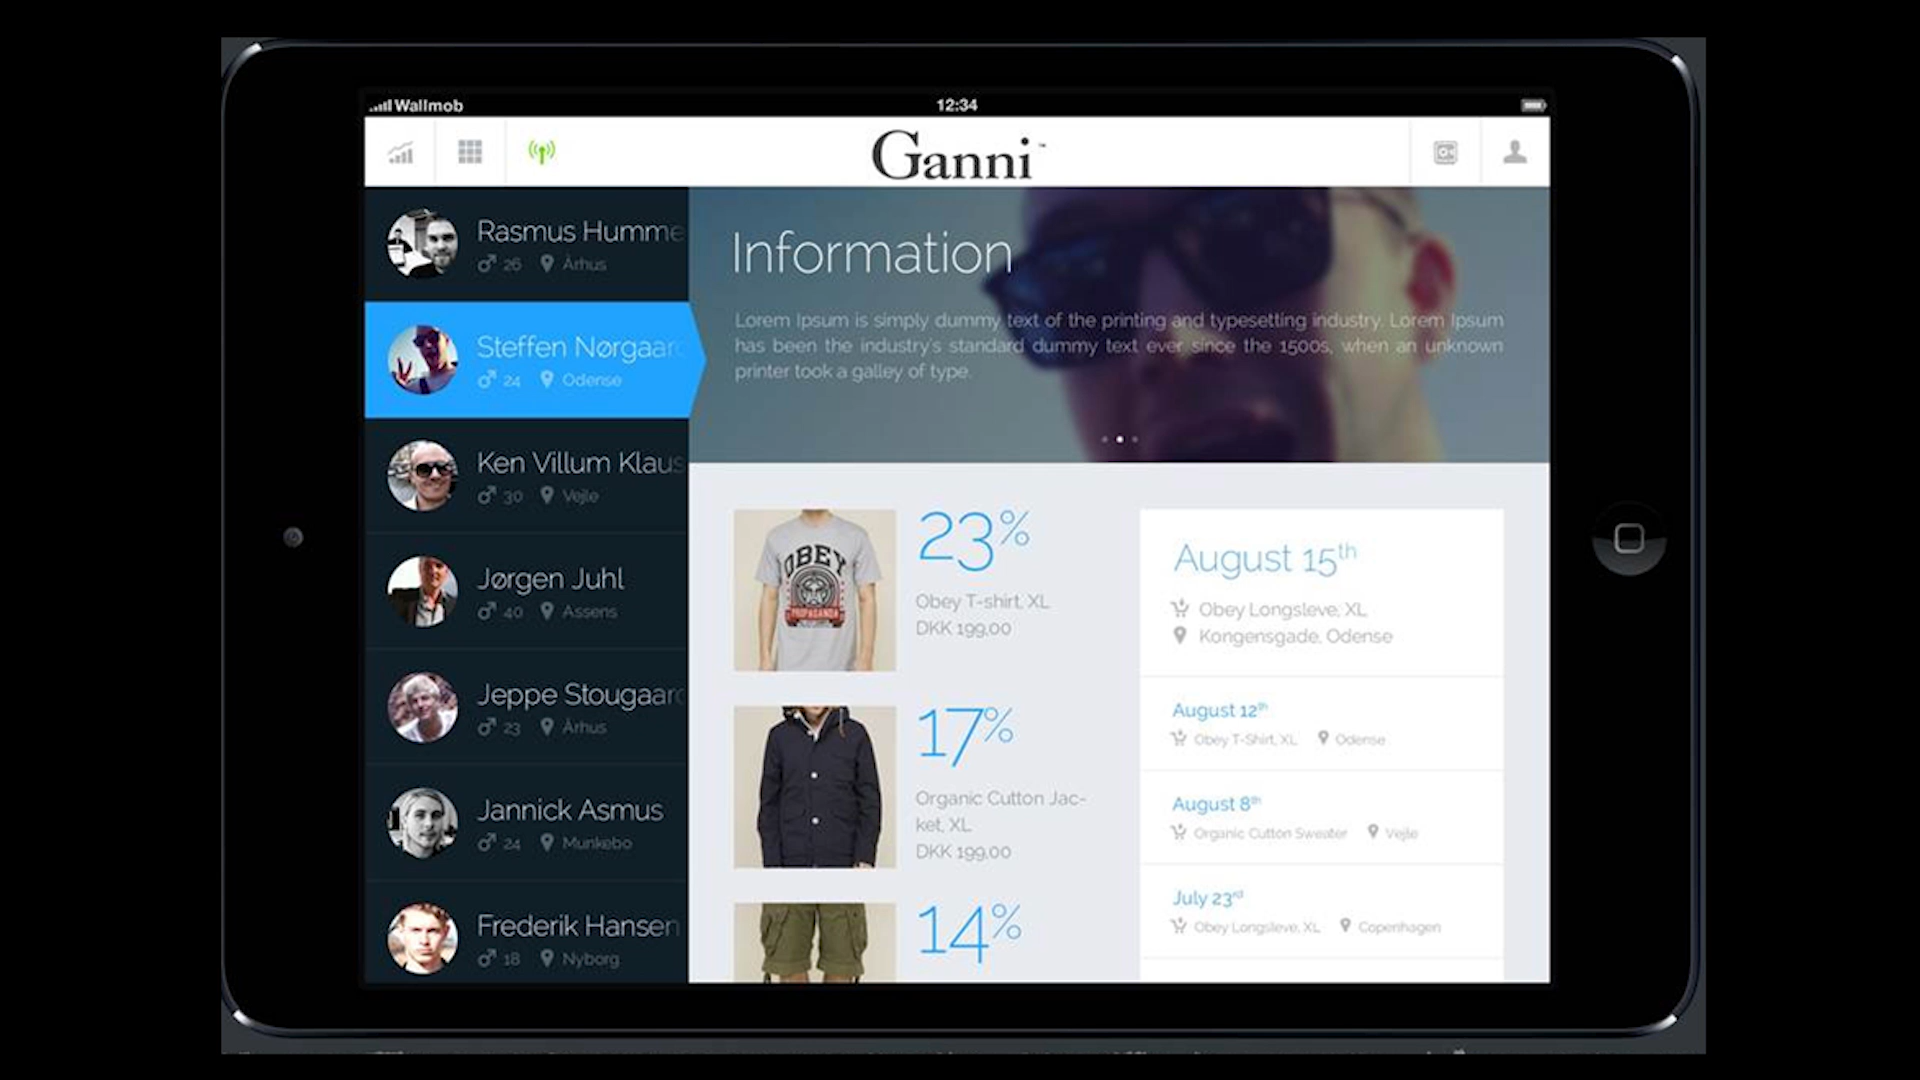 Wallmob
12:34
Ganni™
Rasmus Humme
26 Århus
Steffen Nørgaard
24 Odense
Ken Villum Klaus
30 Vejle
Jørgen Juhl
40 Assens
Jeppe Stougaard
23 Århus
Jannick Asmus
24 Munkebo
Frederik Hansen
18 Nyborg
Information
Lorem Ipsum is simply dummy text of the printing and typesetting industry. Lorem Ipsum
has been the industry's standard dummy text ever since the 1500s, when an unknown
printer took a galley of type.
OBEY
PROPAGANDA
23%
Obey T-shirt, XL
DKK 199,00
17%
Organic Cutton Jac-
ket, XL
DKK 199,00
14%
August 15th
Obey Longsleve, XL
Kongensgade, Odense
August 12th
Obey T-Shirt, XL Odense
August 8th
Organic Cutton Sweater Vejle
July 23rd
Obey Longsleve, XL Copenhagen